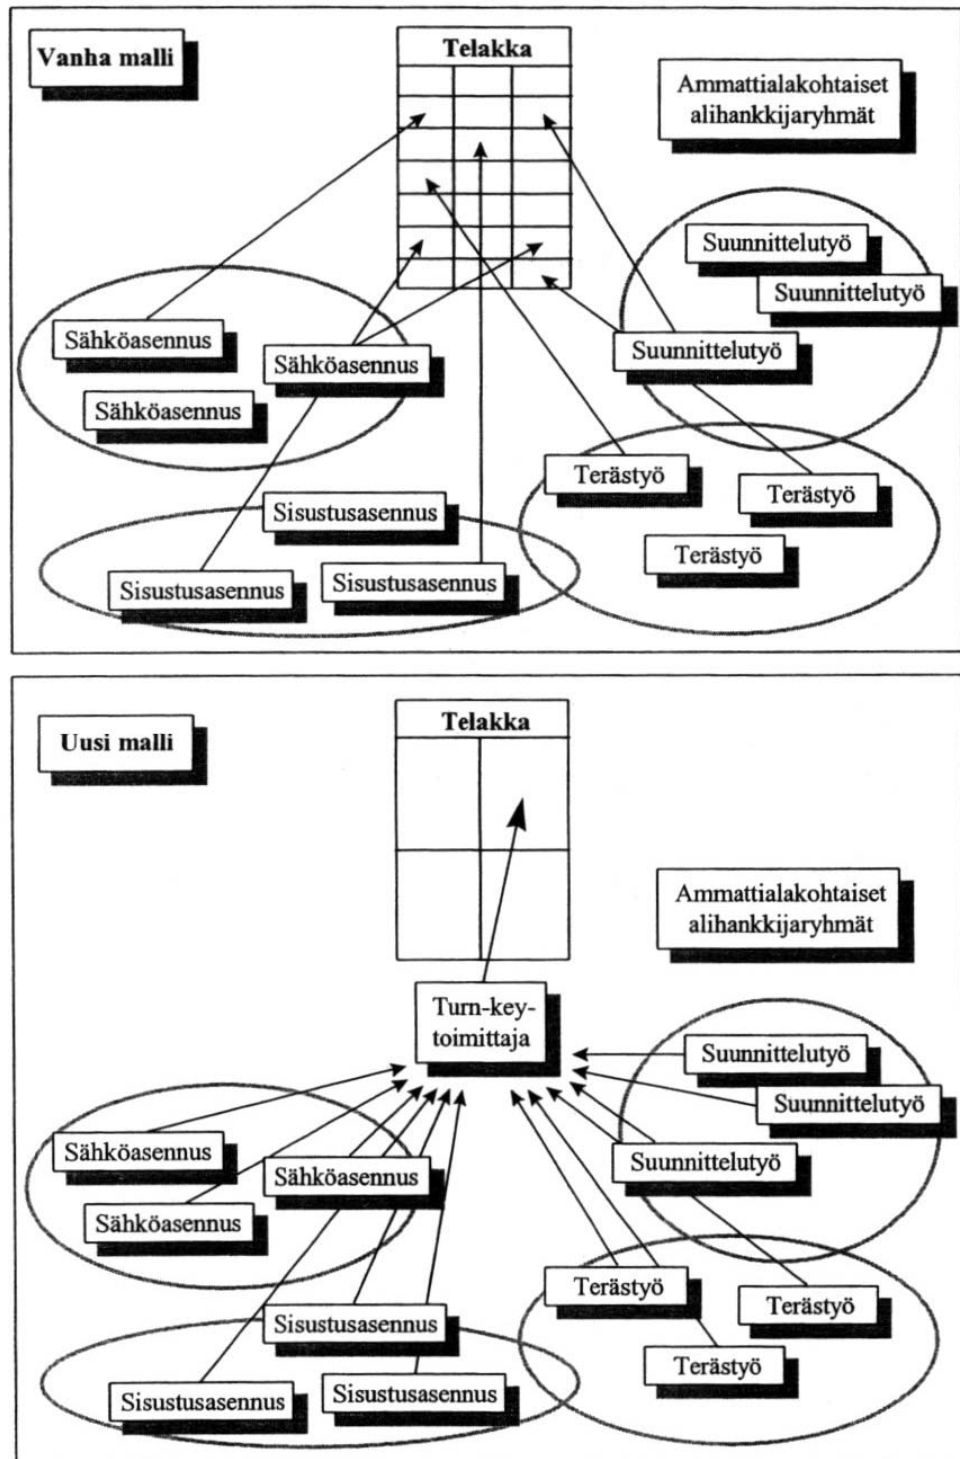 Vanha malli
Telakka
Ammattialakohtaiset
alihankkijaryhmät
Suunnittelutyö
Suunnittelutyö
Sähköasennus
Sähköasennus
Suunnittelutyö
Sähköasennus
Terästyö
Terästyö
Sisustusasennus
Terästyö
Sisustusasennus
Sisustusasennus
Uusi malli
Telakka
Ammattialakohtaiset
alihankkijaryhmät
Turn-key-
toimittaja
Suunnittelutyö
Suunnittelutyö
Sähköasennus
Sähköasennus
Suunnittelutyö
Sähköasennus
Terästyö
Terästyö
Sisustusasennus
Terästyö
Sisustusasennus
Sisustusasennus